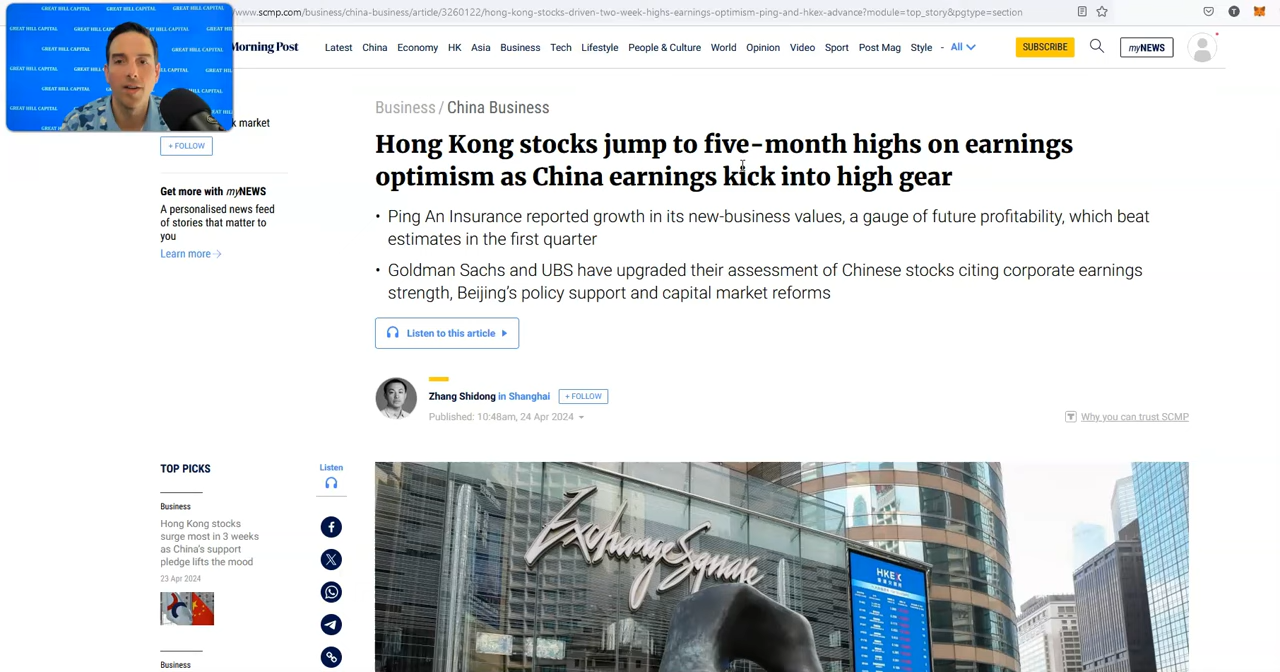 www.scmp.com/business/china-business/article/3260122/hong-kong-stocks-driven-two-week-highs-earnings-optimism-ping-and-hkex-advance?module=top_story&pgtype=section
GREAT HILL CAPITAL
Morning Post
Latest China Economy HK Asia Business Tech Lifestyle People & Culture World Opinion Video Sport Post Mag Style - All
SUBSCRIBE
myNEWS
market
+ FOLLOW
Get more with myNEWS
A personalised news feed
of stories that matter to
you
Learn more
Business / China Business
Hong Kong stocks jump to five-month highs on earnings
optimism as China earnings kick into high gear
• Ping An Insurance reported growth in its new-business values, a gauge of future profitability, which beat
estimates in the first quarter
• Goldman Sachs and UBS have upgraded their assessment of Chinese stocks citing corporate earnings
strength, Beijing's policy support and capital market reforms
Listen to this article
Zhang Shidong in Shanghai
+ FOLLOW
Published: 10:48am, 24 Apr 2024
Why you can trust SCMP
TOP PICKS
Business
Hong Kong stocks
surge most in 3 weeks
as China's support
pledge lifts the mood
23 Apr 2024
Business
Listen
Exchange Square
HKEX